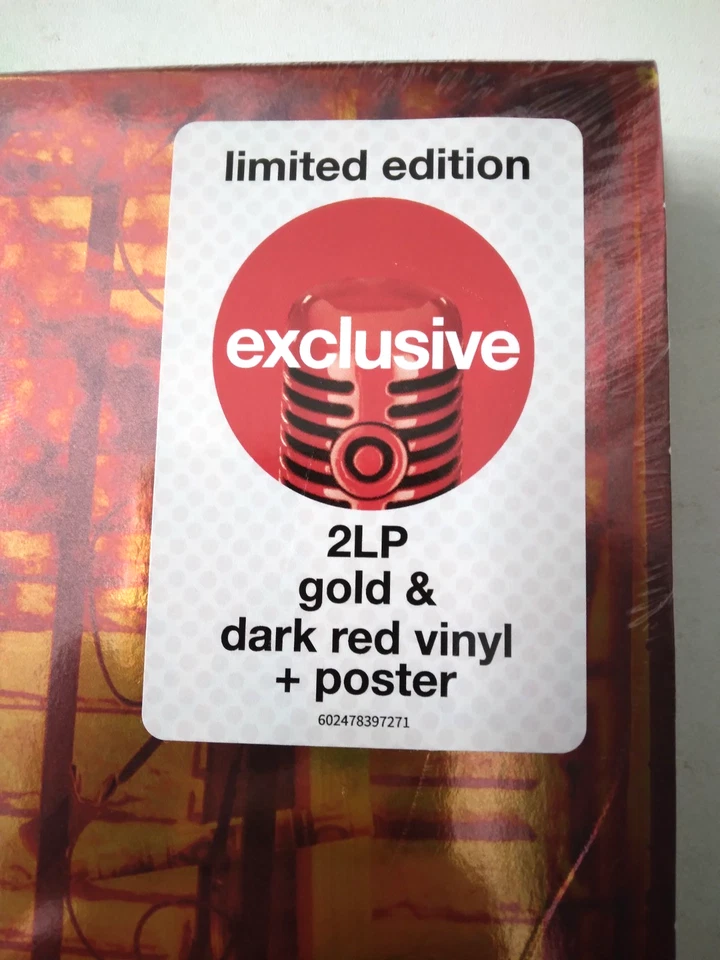 limited edition
exclusive
2LP
gold &
dark red vinyl
+ poster
602478397271